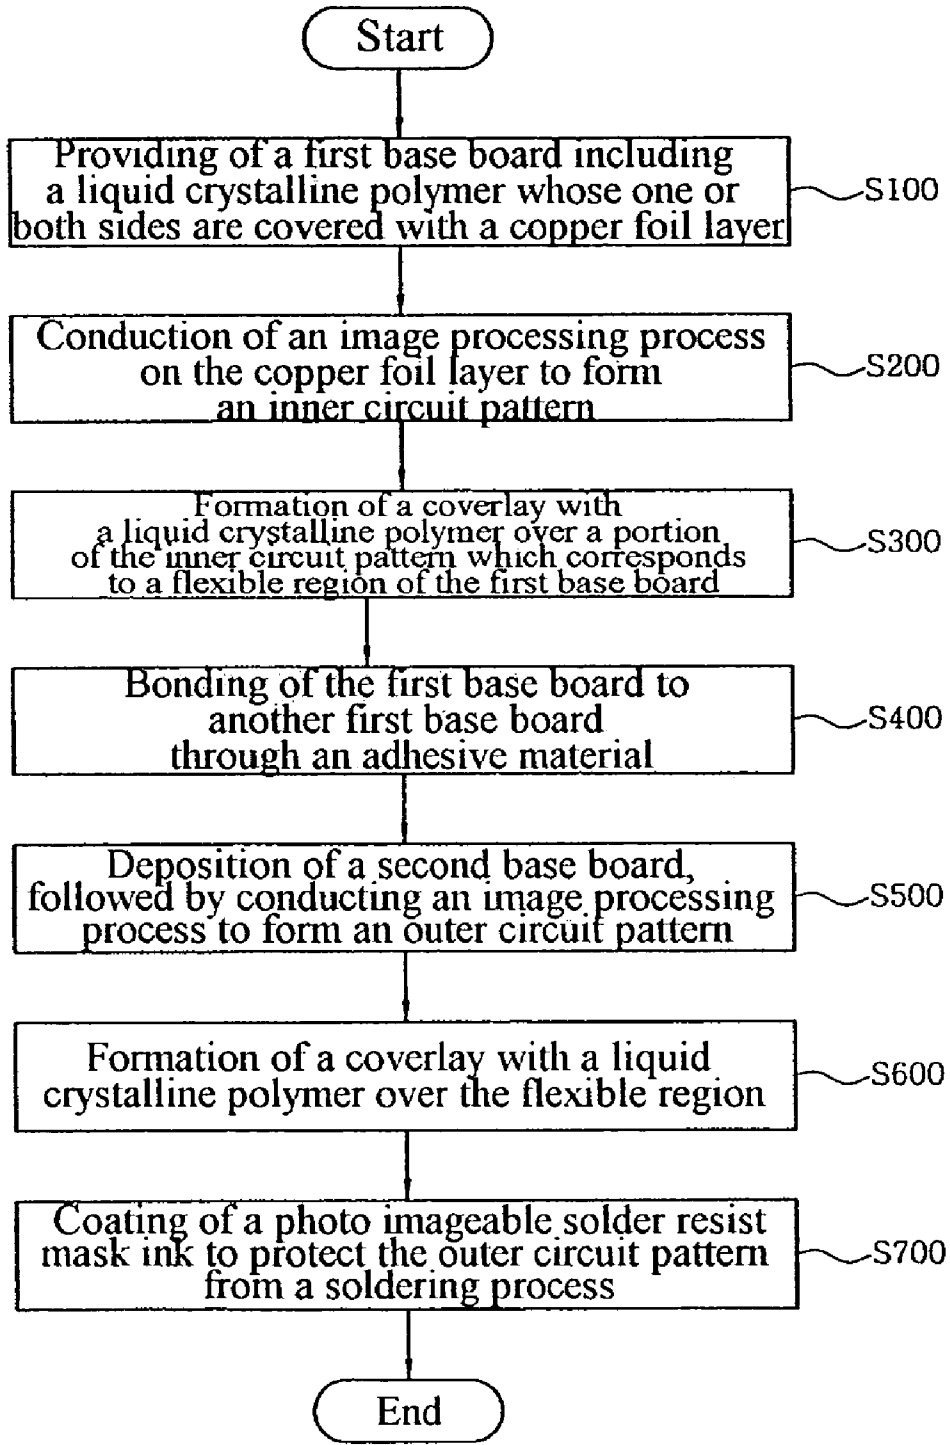 Start
Providing of a first base board including
a liquid crystalline polymer whose one or
both sides are covered with a copper foil layer
S100
Conduction of an image processing process
on the copper foil layer to form
an inner circuit pattern
S200
Formation of a coverlay with
a liquid crystalline polymer over a portion
of the inner circuit pattern which corresponds
to a flexible region of the first base board
S300
Bonding of the first base board to
another first base board
through an adhesive material
S400
Deposition of a second base board,
followed by conducting an image processing
process to form an outer circuit pattern
S500
Formation of a coverlay with a liquid
crystalline polymer over the flexible region
S600
Coating of a photo imageable solder resist
mask ink to protect the outer circuit pattern
from a soldering process
S700
End